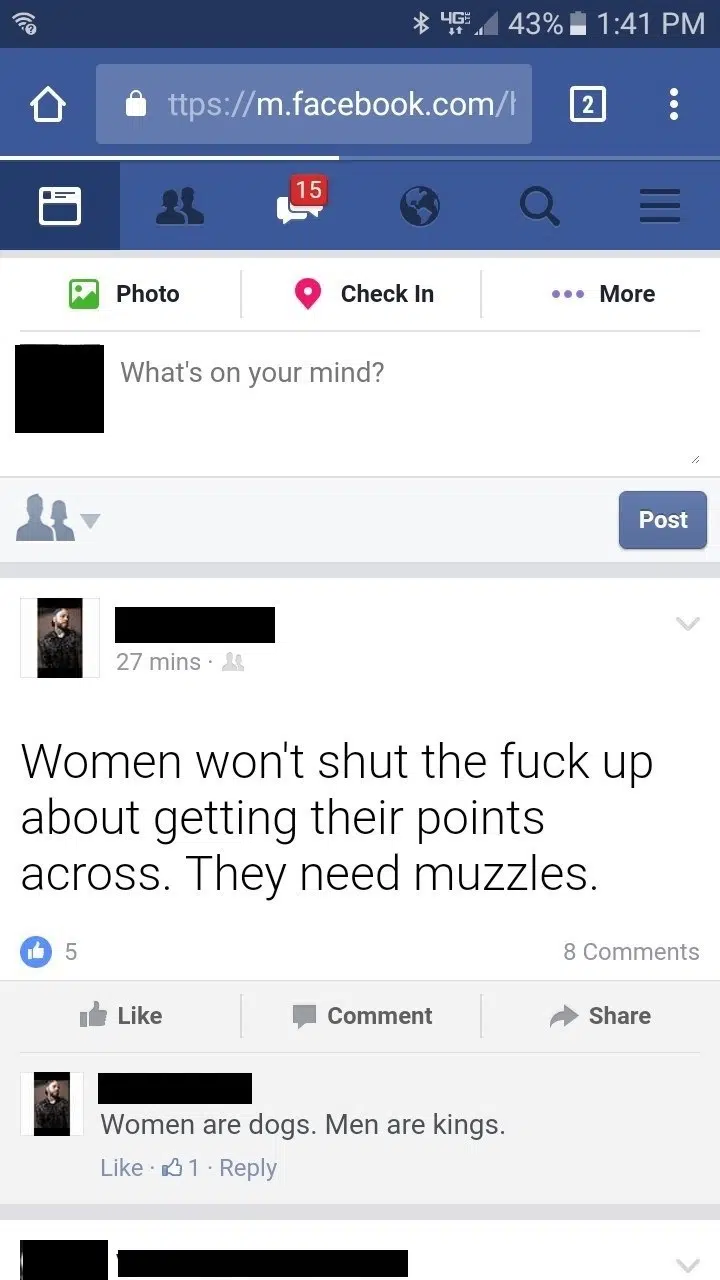 4G LTE 43% 1:41 PM
ttps://m.facebook.com/h
2
15
Photo Check In More
What's on your mind?
Post
27 mins ·
Women won't shut the fuck up
about getting their points
across. They need muzzles.
5 8 Comments
Like Comment Share
Women are dogs. Men are kings.
Like · 1 · Reply